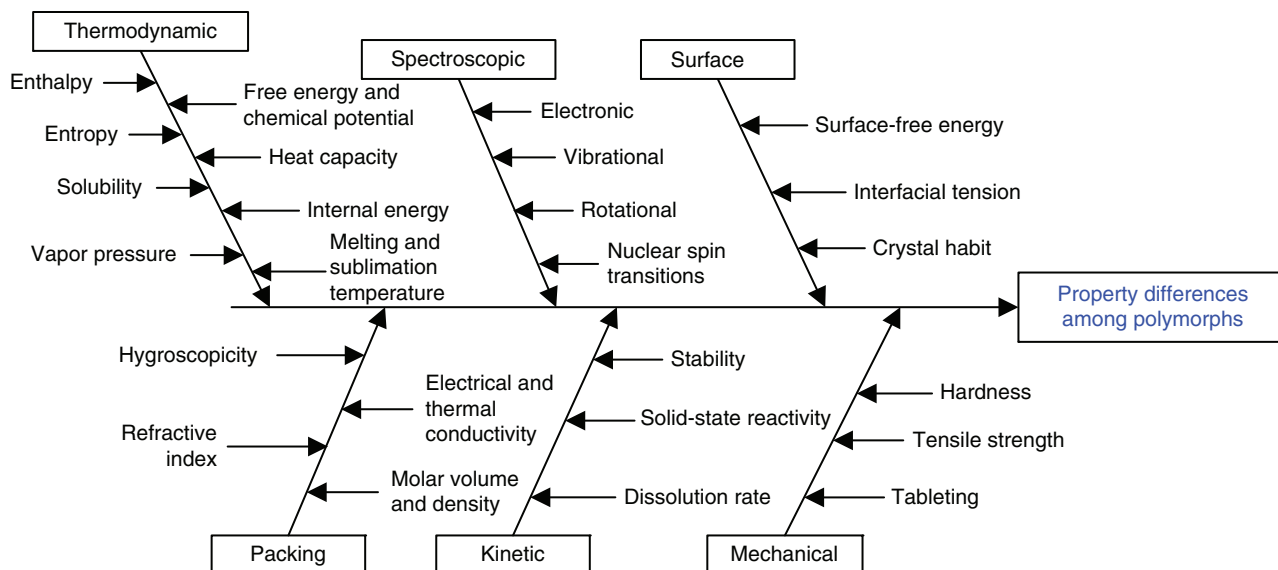 Thermodynamic
Enthalpy
Free energy and
chemical potential
Entropy
Heat capacity
Solubility
Internal energy
Vapor pressure
Melting and
sublimation
temperature
Spectroscopic
Electronic
Vibrational
Rotational
Nuclear spin
transitions
Surface
Surface-free energy
Interfacial tension
Crystal habit
Property differences
among polymorphs
Hygroscopicity
Electrical and
thermal
conductivity
Refractive
index
Molar volume
and density
Packing
Stability
Solid-state reactivity
Dissolution rate
Kinetic
Hardness
Tensile strength
Tableting
Mechanical